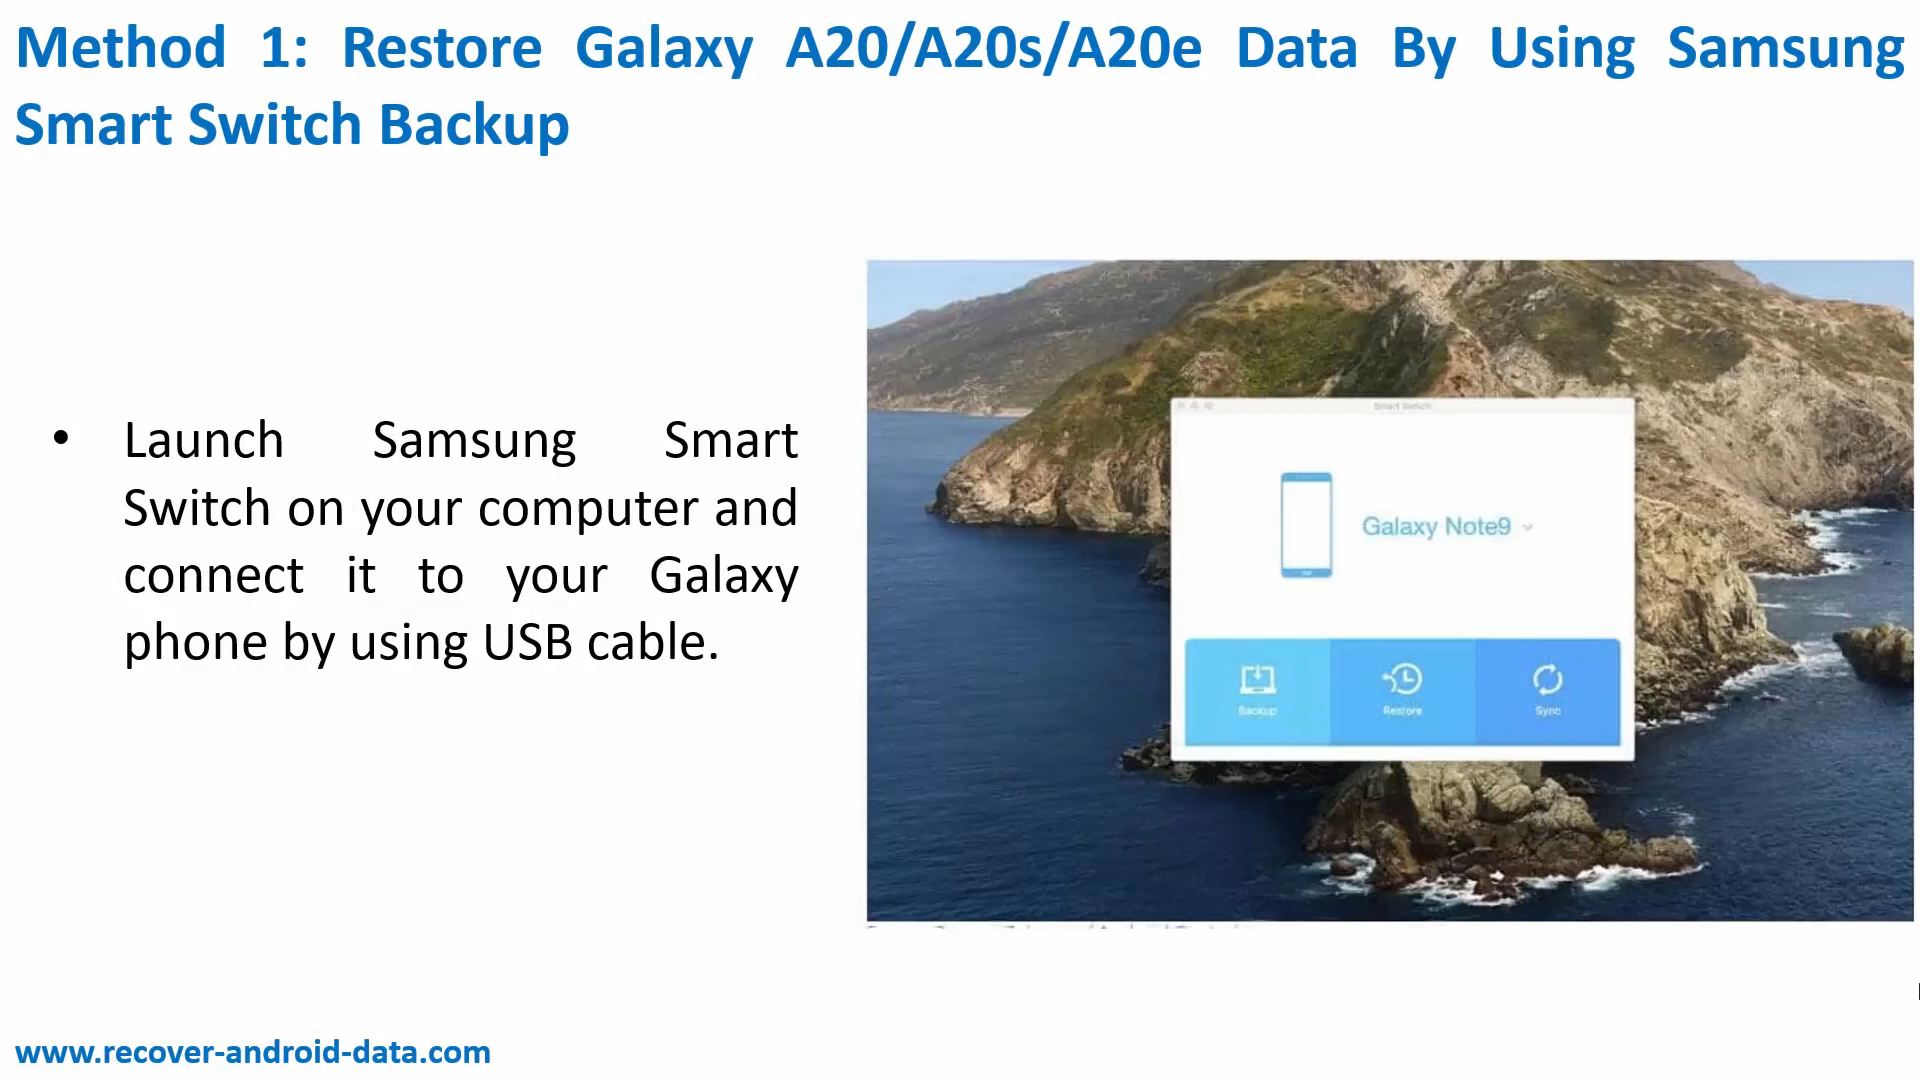 Method 1: Restore Galaxy A20/A20s/A20e Data By Using Samsung
Smart Switch Backup
• Launch Samsung Smart
Switch on your computer and
connect it to your Galaxy
phone by using USB cable.
Smart Switch
Galaxy Note9
Backup Restore Sync
www.recover-android-data.com